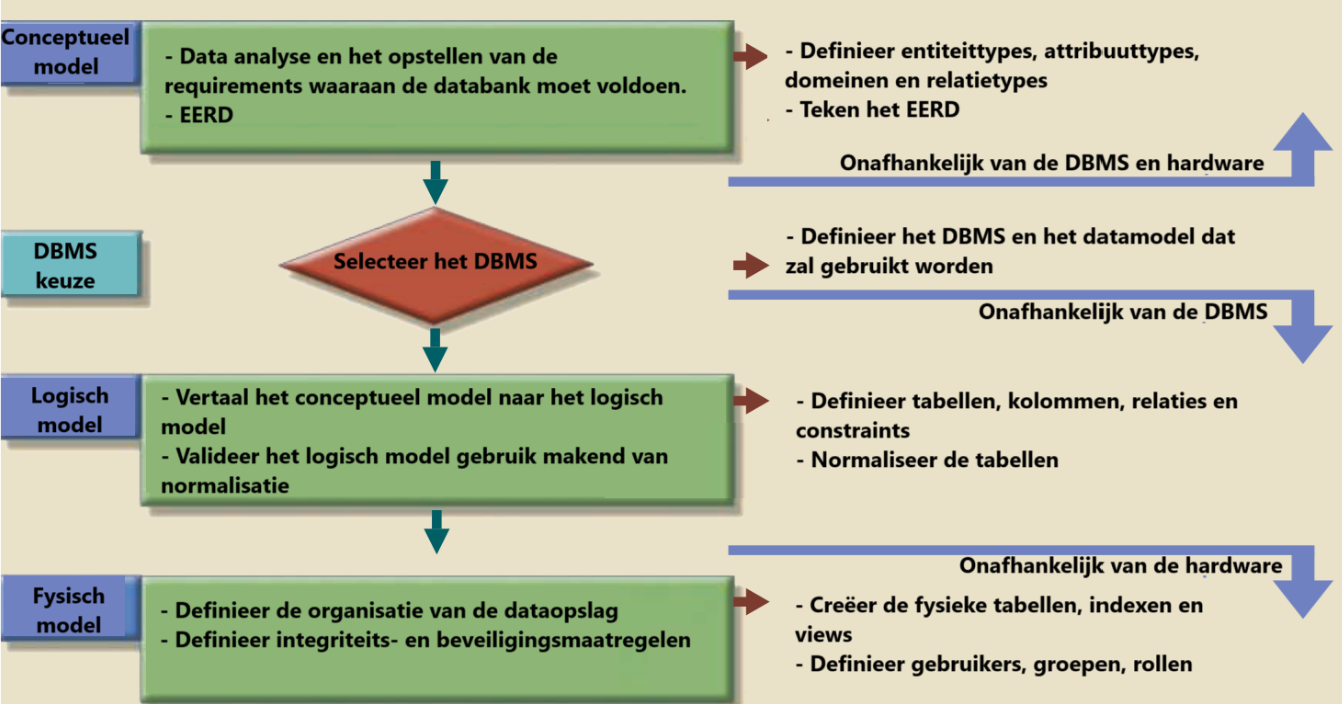 Conceptueel
model
- Data analyse en het opstellen van de
requirements waaraan de databank moet voldoen.
- EERD
- Definieer entiteittypes, attribuuttypes,
domeinen en relatietypes
- Teken het EERD
Onafhankelijk van de DBMS en hardware
DBMS
keuze
Selecteer het DBMS
- Definieer het DBMS en het datamodel dat
zal gebruikt worden
Onafhankelijk van de DBMS
Logisch
model
- Vertaal het conceptueel model naar het logisch
model
- Valideer het logisch model gebruik makend van
normalisatie
- Definieer tabellen, kolommen, relaties en
constraints
- Normaliseer de tabellen
Onafhankelijk van de hardware
Fysisch
model
- Definieer de organisatie van de dataopslag
- Definieer integriteits- en beveiligingsmaatregelen
- Creëer de fysieke tabellen, indexen en
views
- Definieer gebruikers, groepen, rollen